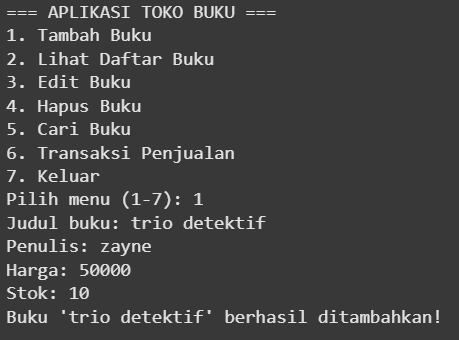 === APLIKASI TOKO BUKU ===
1. Tambah Buku
2. Lihat Daftar Buku
3. Edit Buku
4. Hapus Buku
5. Cari Buku
6. Transaksi Penjualan
7. Keluar
Pilih menu (1-7): 1
Judul buku: trio detektif
Penulis: zayne
Harga: 50000
Stok: 10
Buku 'trio detektif' berhasil ditambahkan!